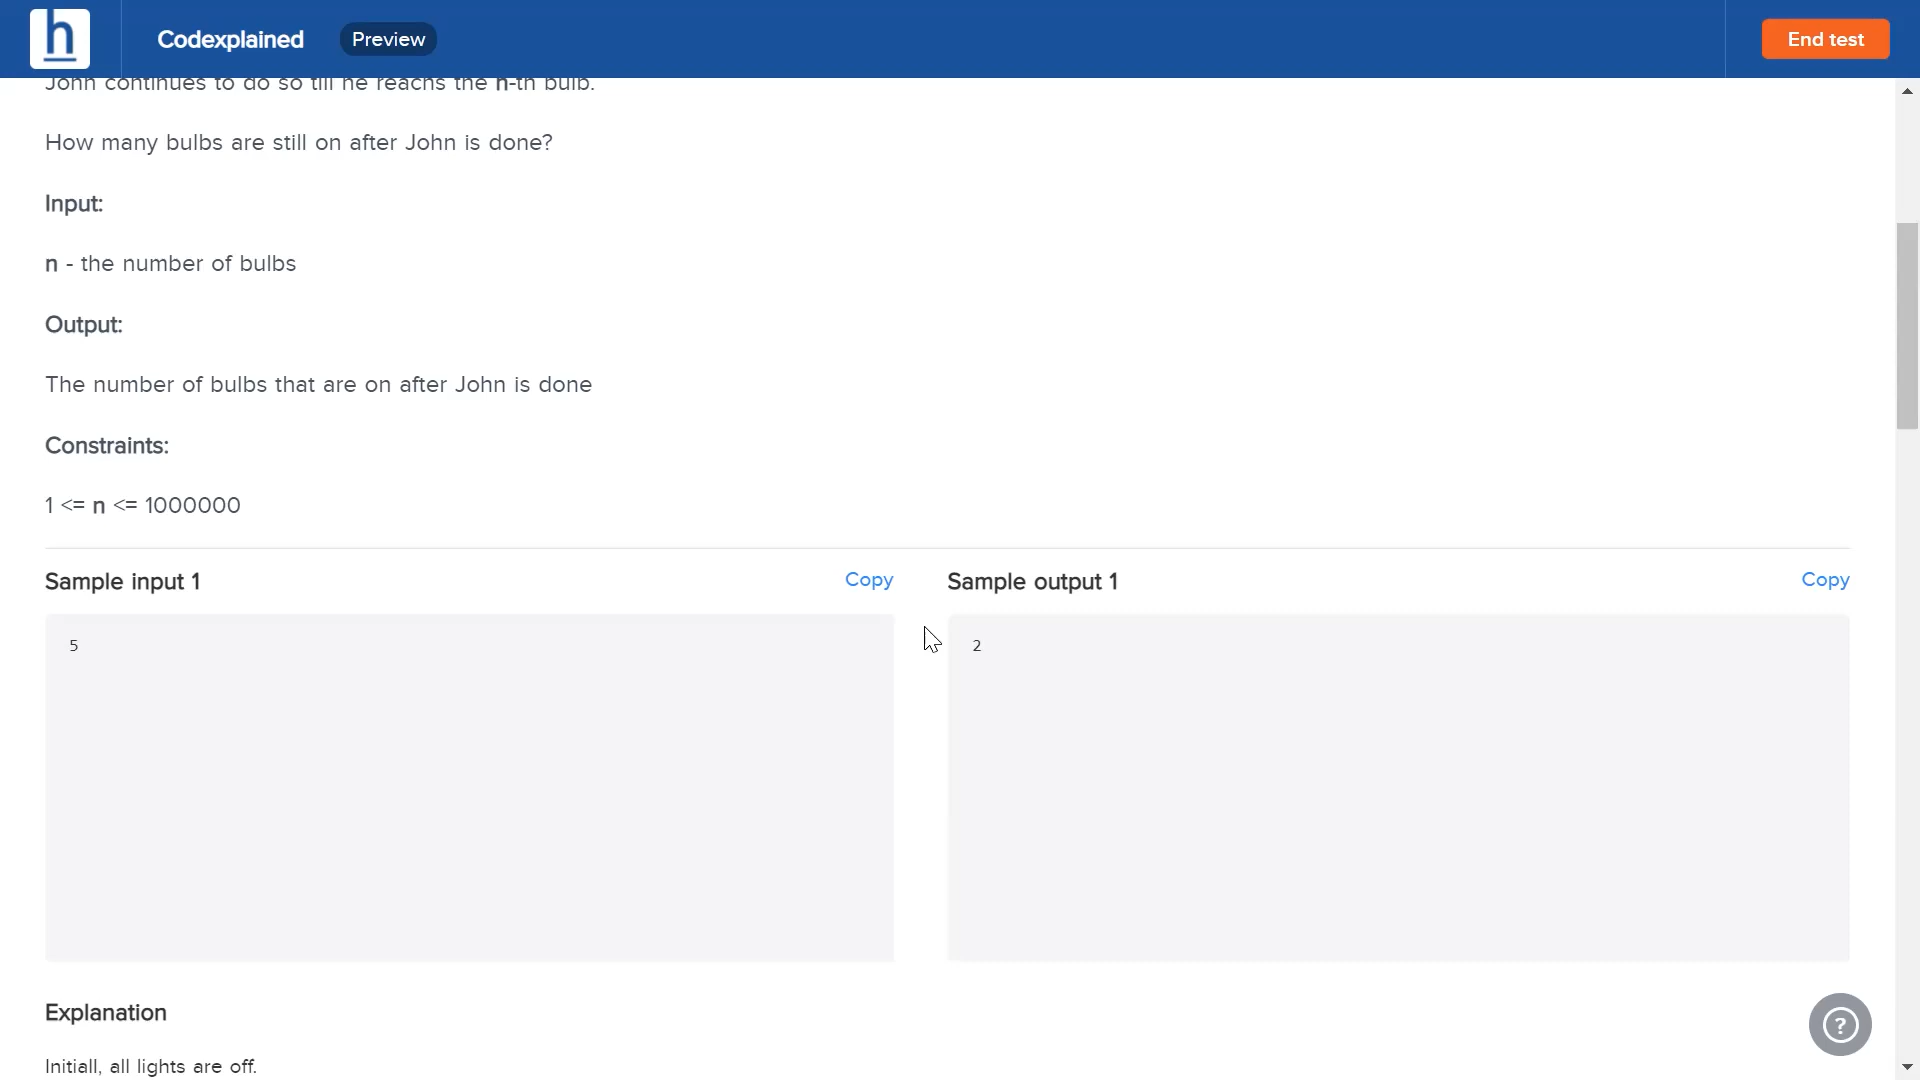 h
Codexplained
Preview
End test
John continues to do so till he reachs the n-th bulb.
How many bulbs are still on after John is done?
Input:
n - the number of bulbs
Output:
The number of bulbs that are on after John is done
Constraints:
1 <= n <= 1000000
Sample input 1
Copy
Sample output 1
Copy
5
2
Explanation
Initiall, all lights are off.
?